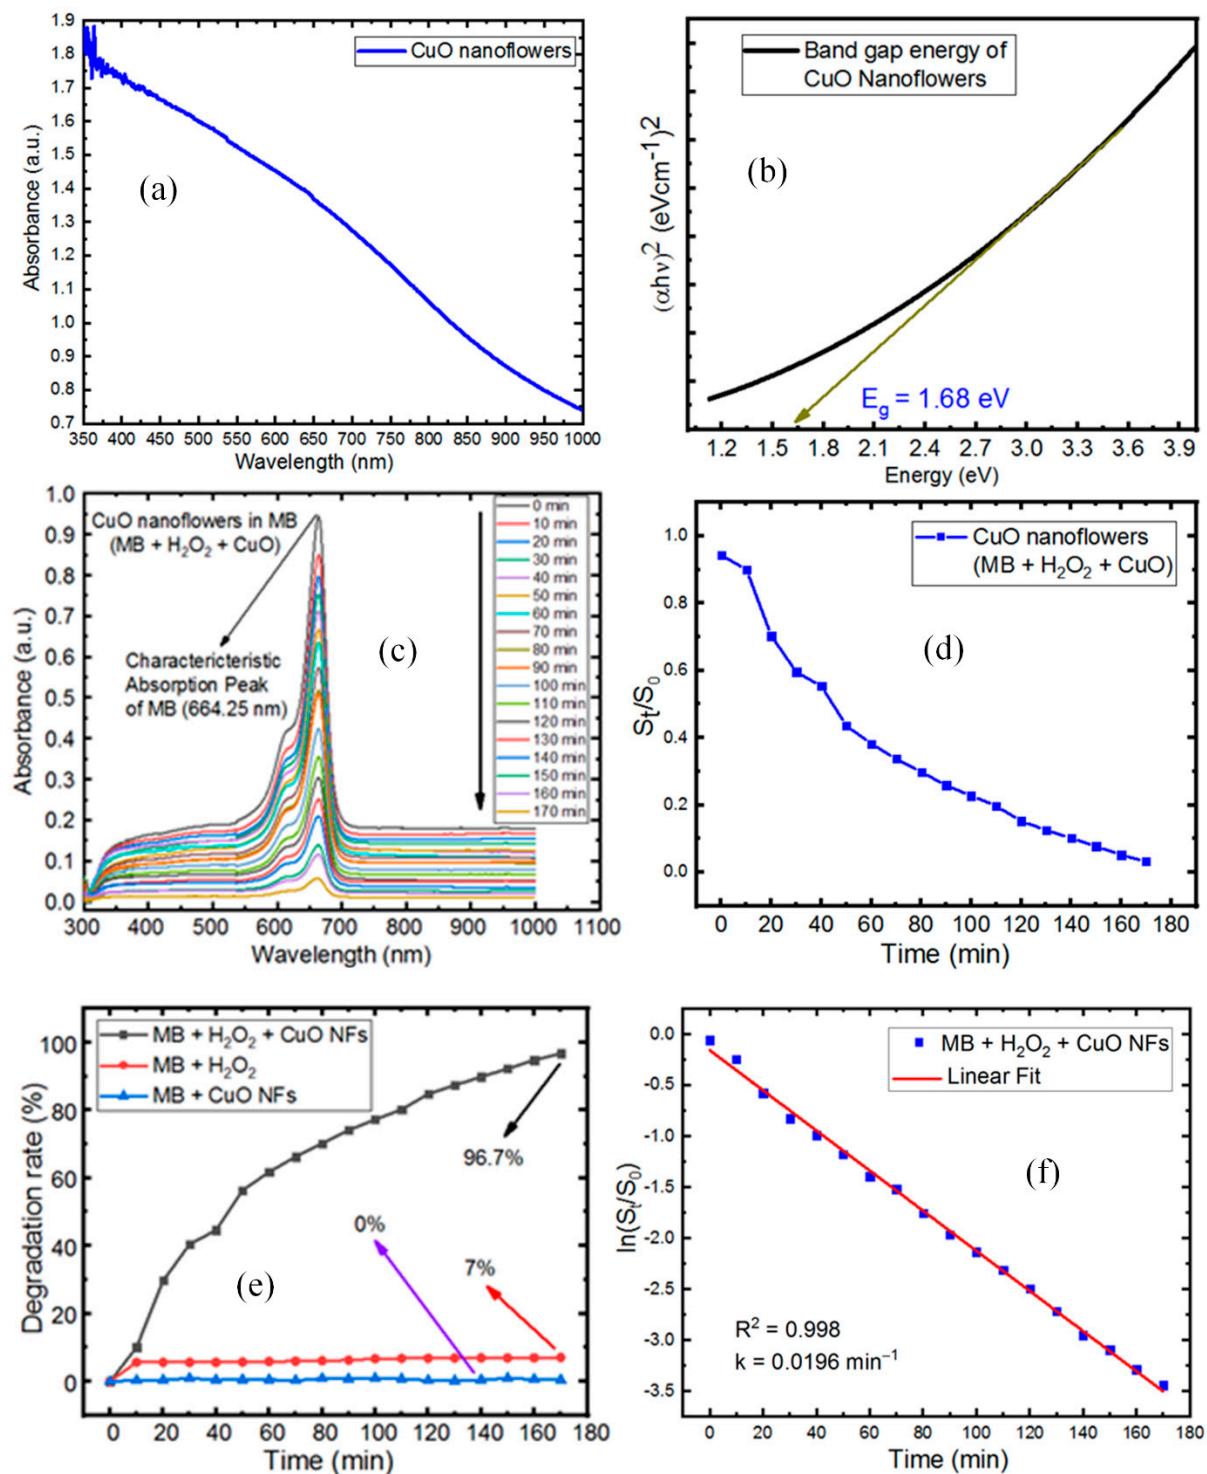 CuO nanoflowers
(a)
Absorbance (a.u.)
1.9
1.8
1.7
1.6
1.5
1.4
1.3
1.2
1.1
1.0
0.9
0.8
0.7
350 400 450 500 550 600 650 700 750 800 850 900 950 1000
Wavelength (nm)
Band gap energy of
CuO Nanoflowers
(b)
(αhν)² (eVcm-¹)²
E_g = 1.68 eV
1.2 1.5 1.8 2.1 2.4 2.7 3.0 3.3 3.6 3.9
Energy (eV)
CuO nanoflowers in MB
(MB + H₂O₂ + CuO)
Charactericteristic
Absorption Peak
of MB (664.25 nm)
(c)
0 min
10 min
20 min
30 min
40 min
50 min
60 min
70 min
80 min
90 min
100 min
110 min
120 min
130 min
140 min
150 min
160 min
170 min
Absorbance (a.u.)
1.0
0.9
0.8
0.7
0.6
0.5
0.4
0.3
0.2
0.1
0.0
300 400 500 600 700 800 900 1000 1100
Wavelength (nm)
CuO nanoflowers
(MB + H₂O₂ + CuO)
(d)
St/S₀
1.0
0.8
0.6
0.4
0.2
0.0
0 20 40 60 80 100 120 140 160 180
Time (min)
MB + H₂O₂ + CuO NFs
MB + H₂O₂
MB + CuO NFs
96.7%
0%
7%
(e)
Degradation rate (%)
100
80
60
40
20
0
0 20 40 60 80 100 120 140 160 180
Time (min)
MB + H₂O₂ + CuO NFs
Linear Fit
(f)
R² = 0.998
k = 0.0196 min⁻¹
ln(Sₜ/S₀)
0.0
-0.5
-1.0
-1.5
-2.0
-2.5
-3.0
-3.5
0 20 40 60 80 100 120 140 160 180
Time (min)